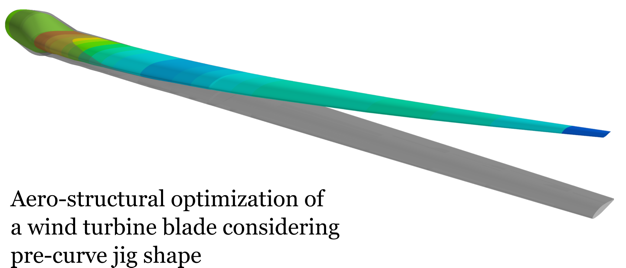 Aero-structural optimization of
a wind turbine blade considering
pre-curve jig shape